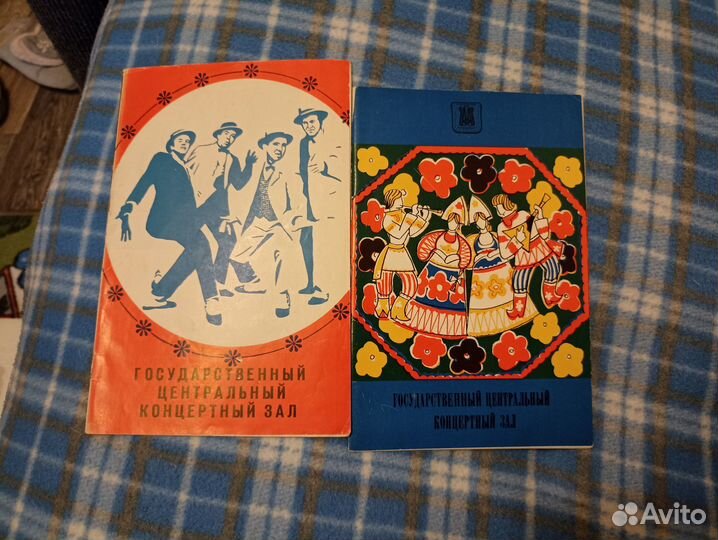 ГОСУДАРСТВЕННЫЙ
ЦЕНТРАЛЬНЫЙ
КОНЦЕРТНЫЙ ЗАЛ
ГОСУДАРСТВЕННЫЙ ЦЕНТРАЛЬНЫЙ
КОНЦЕРТНЫЙ ЗАЛ
Avito